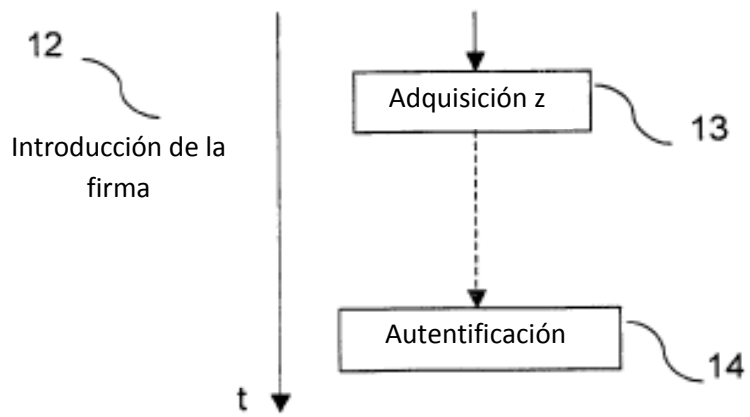 12
Adquisición z
13
Introducción de la
firma
Autentificación
14
t